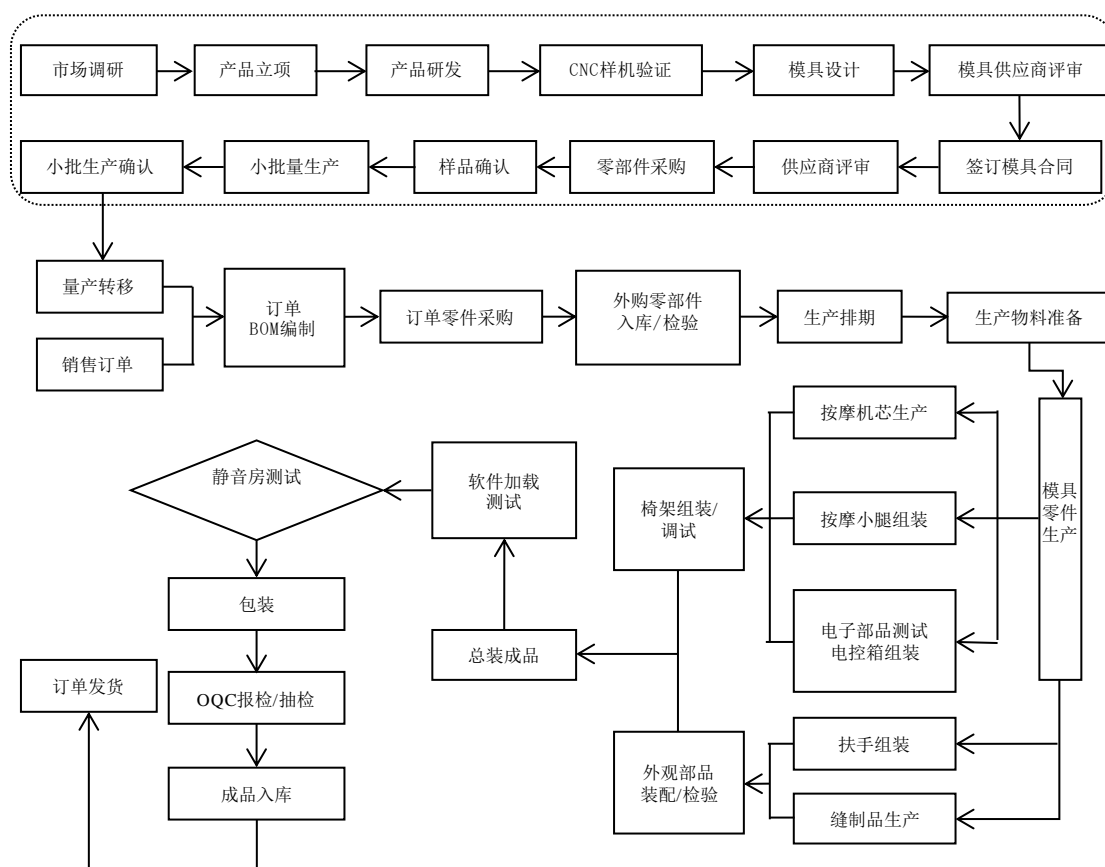 市场调研
产品立项
产品研发
CNC样机验证
模具设计
模具供应商评审
小批生产确认
小批量生产
样品确认
零部件采购
供应商评审
签订模具合同
量产转移
销售订单
订单
BOM编制
订单零件采购
外购零部件
入库/检验
生产排期
生产物料准备
按摩机芯生产
静音房测试
软件加载
测试
椅架组装/
调试
按摩小腿组装
模具
零件
生产
包装
总装成品
电子部品测试
电控箱组装
订单发货
OQC报检/抽检
扶手组装
成品入库
外观部品
装配/检验
缝制品生产